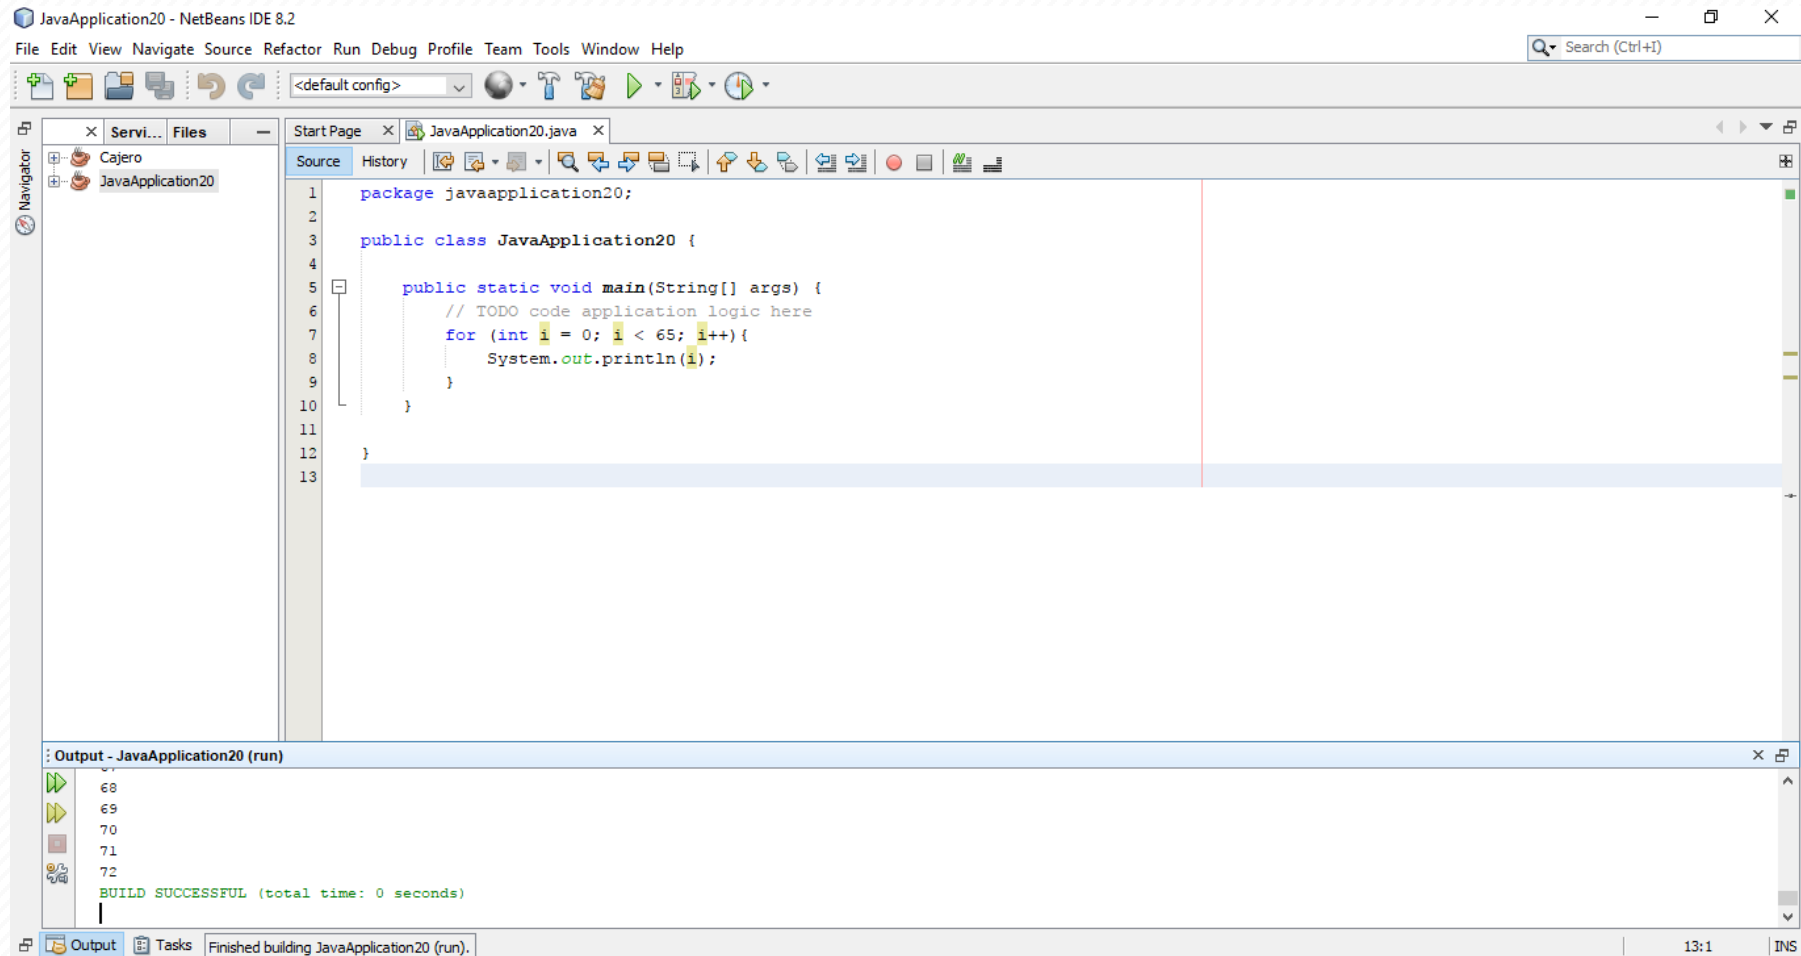 JavaApplication20 - NetBeans IDE 8.2
File Edit View Navigate Source Refactor Run Debug Profile Team Tools Window Help
Search (Ctrl+I)
<default config>
Navigator
Servi... Files
Cajero
JavaApplication20
Start Page
JavaApplication20.java
Source History
1 package javaapplication20;
2
3 public class JavaApplication20 {
4
5 public static void main(String[] args) {
6 // TODO code application logic here
7 for (int i = 0; i < 65; i++){
8 System.out.println(i);
9 }
10 }
11
12 }
13
Output - JavaApplication20 (run)
68
69
70
71
72
BUILD SUCCESSFUL (total time: 0 seconds)
Output Tasks Finished building JavaApplication20 (run).
13:1 INS